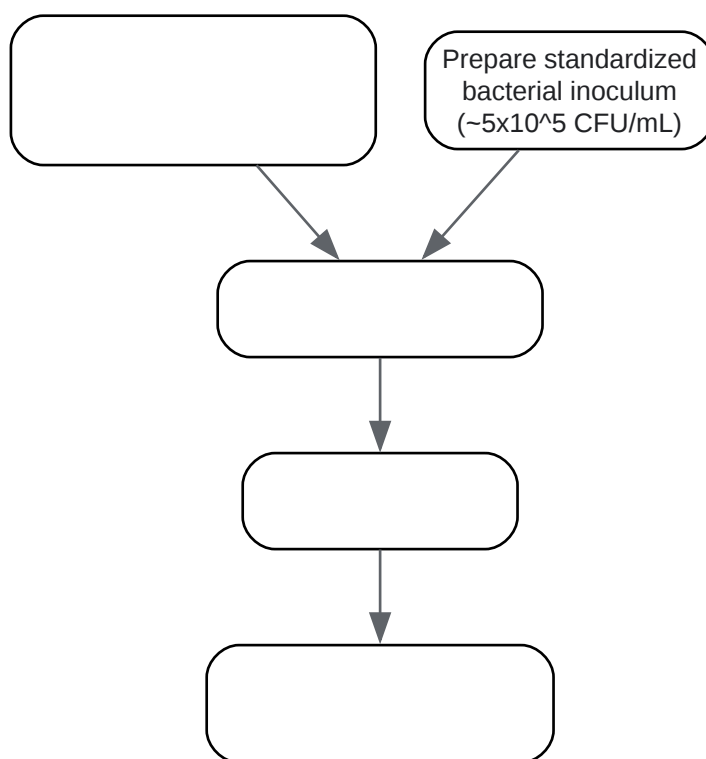 Prepare standardized
bacterial inoculum
(~5x10^5 CFU/mL)